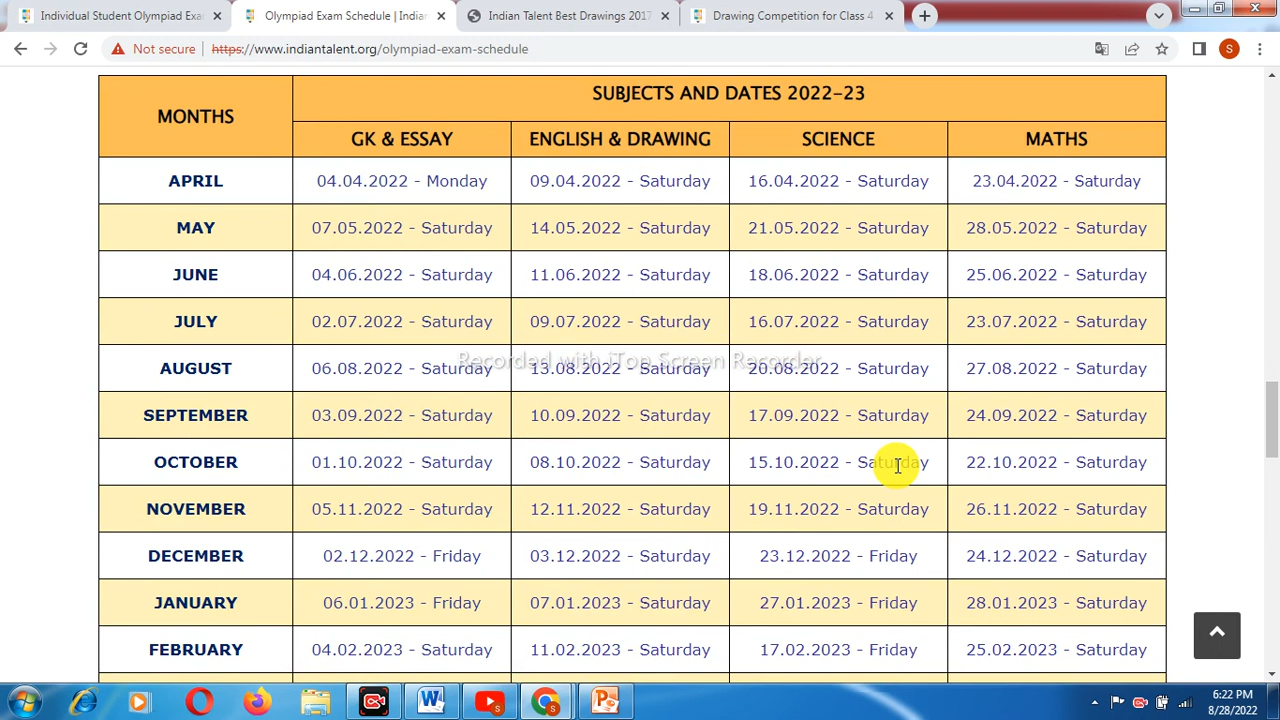 Individual Student Olympiad Exa
Olympiad Exam Schedule | Indian
Indian Talent Best Drawings 2017
Drawing Competition for Class 4
Not secure
https://www.indiantalent.org/olympiad-exam-schedule
S
MONTHS
SUBJECTS AND DATES 2022-23
GK & ESSAY ENGLISH & DRAWING SCIENCE MATHS
APRIL 04.04.2022 - Monday 09.04.2022 - Saturday 16.04.2022 - Saturday 23.04.2022 - Saturday
MAY 07.05.2022 - Saturday 14.05.2022 - Saturday 21.05.2022 - Saturday 28.05.2022 - Saturday
JUNE 04.06.2022 - Saturday 11.06.2022 - Saturday 18.06.2022 - Saturday 25.06.2022 - Saturday
JULY 02.07.2022 - Saturday 09.07.2022 - Saturday 16.07.2022 - Saturday 23.07.2022 - Saturday
Recorded with iTop Screen Recorder
AUGUST 06.08.2022 - Saturday 13.08.2022 - Saturday 20.08.2022 - Saturday 27.08.2022 - Saturday
SEPTEMBER 03.09.2022 - Saturday 10.09.2022 - Saturday 17.09.2022 - Saturday 24.09.2022 - Saturday
OCTOBER 01.10.2022 - Saturday 08.10.2022 - Saturday 15.10.2022 - Saturday 22.10.2022 - Saturday
NOVEMBER 05.11.2022 - Saturday 12.11.2022 - Saturday 19.11.2022 - Saturday 26.11.2022 - Saturday
DECEMBER 02.12.2022 - Friday 03.12.2022 - Saturday 23.12.2022 - Friday 24.12.2022 - Saturday
JANUARY 06.01.2023 - Friday 07.01.2023 - Saturday 27.01.2023 - Friday 28.01.2023 - Saturday
FEBRUARY 04.02.2023 - Saturday 11.02.2023 - Saturday 17.02.2023 - Friday 25.02.2023 - Saturday
6:22 PM
8/28/2022